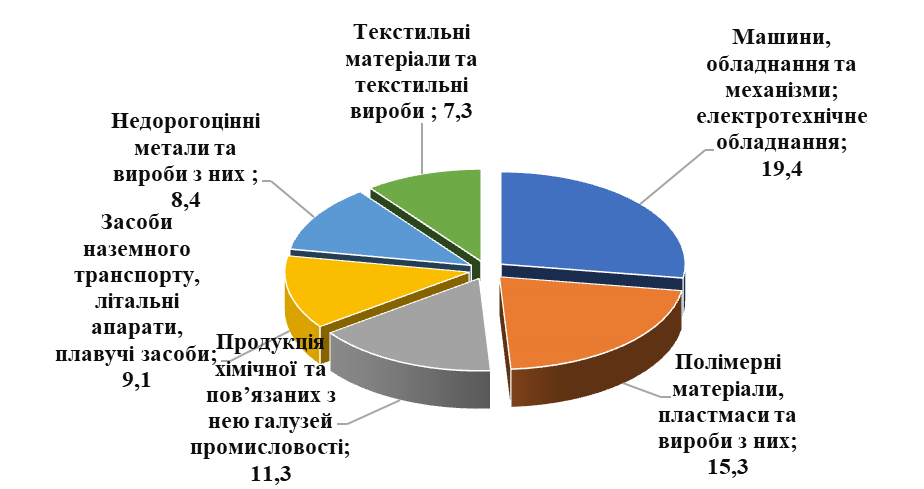 Текстильні
матеріали та
текстильні
вироби ; 7,3
Машини,
обладнання та
механізми;
електротехнічне
обладнання;
19,4
Недорогоцінні
метали та
вироби з них ;
8,4
Засоби
наземного
транспорту,
літальні
апарати,
плавучі засоби;
9,1
Продукція
хімічної та
пов’язаних з
нею галузей
промисловості;
11,3
Полімерні
матеріали,
пластмаси та
вироби з них;
15,3